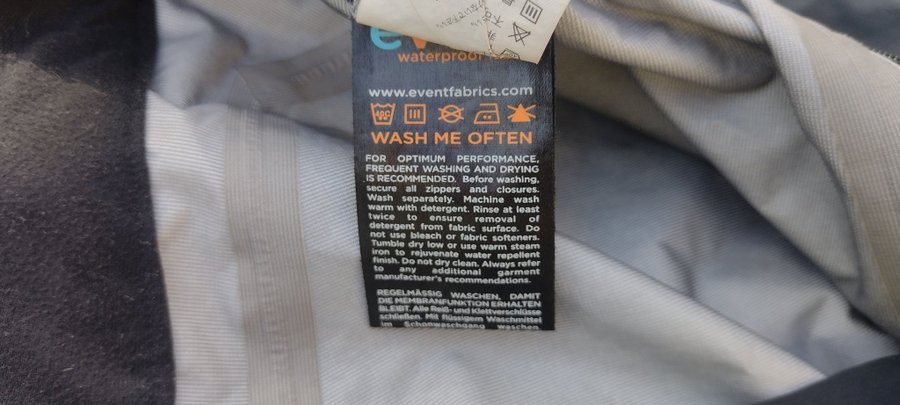 waterproof
www.eventfabrics.com
WASH ME OFTEN
FOR OPTIMUM PERFORMANCE,
FREQUENT WASHING AND DRYING
IS RECOMMENDED. Before washing,
secure all zippers and closures.
Wash separately. Machine wash
warm with detergent. Rinse at least
twice to ensure removal of
detergent from fabric surface. Do
not use bleach or fabric softeners.
Tumble dry low or use warm steam
iron to rejuvenate water repellent
finish. Do not dry clean. Always refer
to any additional garment
manufacturer's recommendations.
REGELMÄSSIG WASCHEN, DAMIT
DIE MEMBRANFUNKTION ERHALTEN
BLEIBT. Alle Reiß- und Klettverschlüsse
schließen. Mit flüssigem Waschmittel
im Schonwaschgang waschen